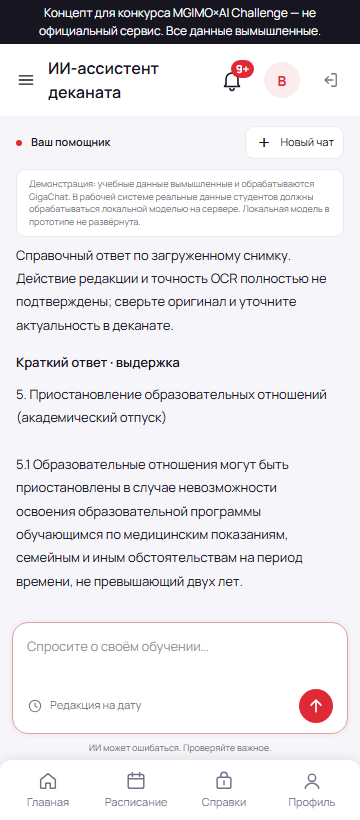 Концепт для конкурса MGIMO×AI Challenge — не
официальный сервис. Все данные вымышленные.
ИИ-ассистент
деканата
9+
В
Ваш помощник
+ Новый чат
Демонстрация: учебные данные вымышленные и обрабатываются
GigaChat. В рабочей системе реальные данные студентов должны
обрабатываться локальной моделью на сервере. Локальная модель в
прототипе не развёрнута.
Справочный ответ по загруженному снимку.
Действие редакции и точность OCR полностью не
подтверждены; сверьте оригинал и уточните
актуальность в деканате.
Краткий ответ · выдержка
5. Приостановление образовательных отношений
(академический отпуск)
5.1 Образовательные отношения могут быть
приостановлены в случае невозможности
освоения образовательной программы
обучающимся по медицинским показаниям,
семейным и иным обстоятельствам на период
времени, не превышающий двух лет.
Спросите о своём обучении...
Редакция на дату
ИИ может ошибаться. Проверяйте важное.
Главная
Расписание
Справки
Профиль